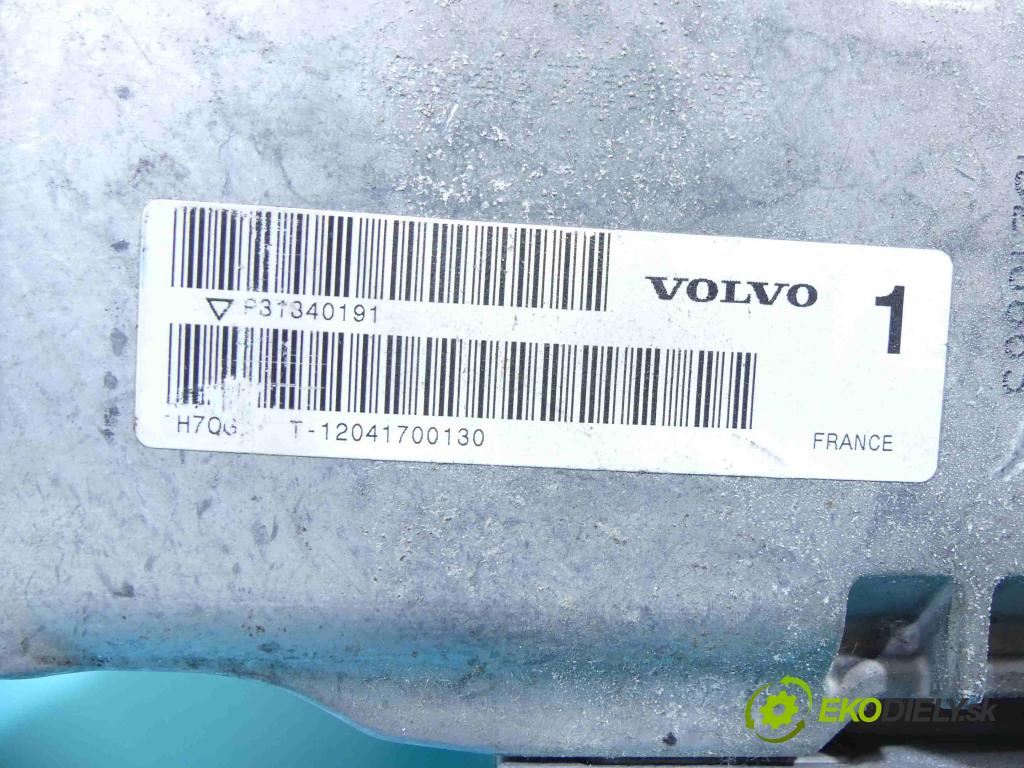 VOLVO
1
P31340191
H7QG T-12041700130
FRANCE
EKODIELY.sk